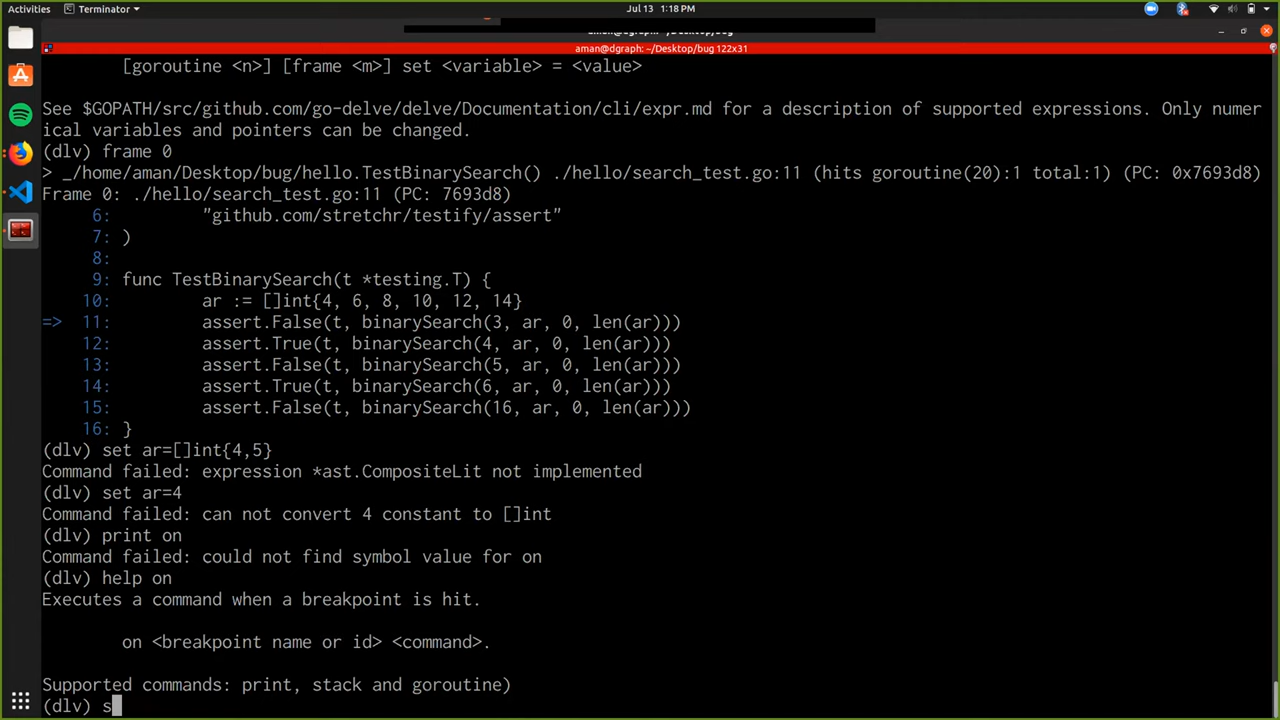 Activities
Terminator
Jul 13 1:18 PM
aman@dgraph: ~/Desktop/bug
aman@dgraph: ~/Desktop/bug 122x31
[goroutine <n>] [frame <m>] set <variable> = <value>
See $GOPATH/src/github.com/go-delve/delve/Documentation/cli/expr.md for a description of supported expressions. Only numer
ical variables and pointers can be changed.
(dlv) frame 0
> _/home/aman/Desktop/bug/hello.TestBinarySearch() ./hello/search_test.go:11 (hits goroutine(20):1 total:1) (PC: 0x7693d8)
Frame 0: ./hello/search_test.go:11 (PC: 7693d8)
6: "github.com/stretchr/testify/assert"
7: )
8:
9: func TestBinarySearch(t *testing.T) {
10: ar := []int{4, 6, 8, 10, 12, 14}
=> 11: assert.False(t, binarySearch(3, ar, 0, len(ar)))
12: assert.True(t, binarySearch(4, ar, 0, len(ar)))
13: assert.False(t, binarySearch(5, ar, 0, len(ar)))
14: assert.True(t, binarySearch(6, ar, 0, len(ar)))
15: assert.False(t, binarySearch(16, ar, 0, len(ar)))
16: }
(dlv) set ar=[]int{4,5}
Command failed: expression *ast.CompositeLit not implemented
(dlv) set ar=4
Command failed: can not convert 4 constant to []int
(dlv) print on
Command failed: could not find symbol value for on
(dlv) help on
Executes a command when a breakpoint is hit.
on <breakpoint name or id> <command>.
Supported commands: print, stack and goroutine)
(dlv) s